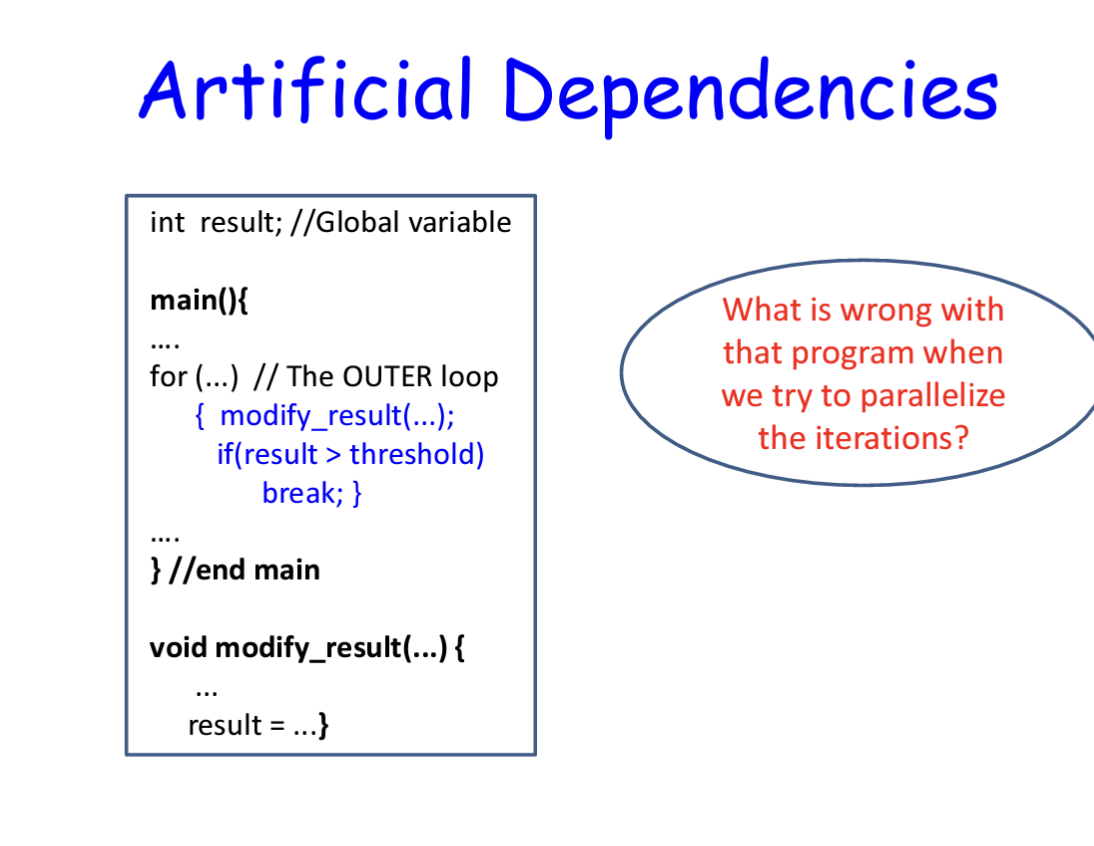 Artificial Dependencies
int result; //Global variable
main(){
....
for (...) // The OUTER loop
{ modify_result(...);
if(result > threshold)
break; }
....
} //end main
void modify_result(...) {
...
result = ...}
What is wrong with
that program when
we try to parallelize
the iterations?